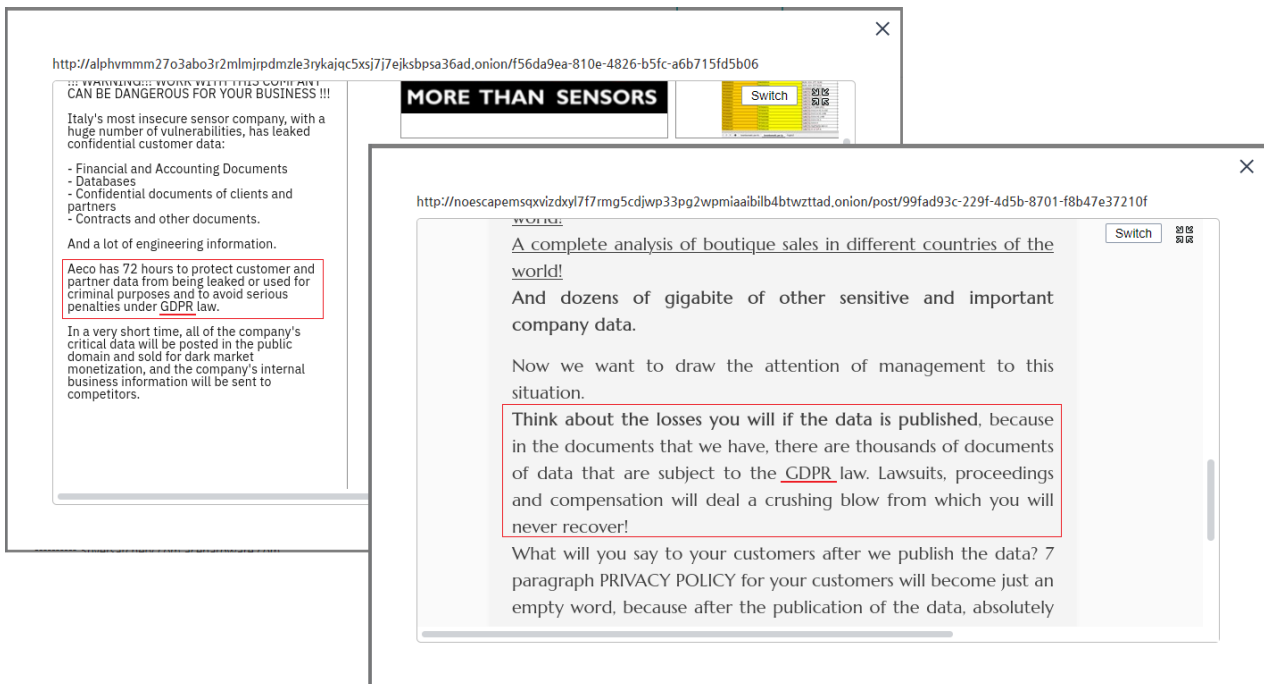 http://alphvmmm27o3abo3r2mlmjrpdmzle3rykajqc5xsj7j7ejksbpsa36ad.onion/f56da9ea-810e-4826-b5fc-a6b715fd5b06
!!! WARNING!!! WORK WITH THIS COMPANY
CAN BE DANGEROUS FOR YOUR BUSINESS !!!
Italy's most insecure sensor company, with a
huge number of vulnerabilities, has leaked
confidential customer data:
- Financial and Accounting Documents
- Databases
- Confidential documents of clients and
partners
- Contracts and other documents.
And a lot of engineering information.
Aeco has 72 hours to protect customer and
partner data from being leaked or used for
criminal purposes and to avoid serious
penalties under GDPR law.
In a very short time, all of the company's
critical data will be posted in the public
domain and sold for dark market
monetization, and the company's internal
business information will be sent to
competitors.
MORE THAN SENSORS
Switch
http://noescapemsqxvizdxyl7f7rmg5cdjwp33pg2wpmiaaibilb4btwzttad.onion/post/99fad93c-229f-4d5b-8701-f8b47e37210f
Switch
world!
A complete analysis of boutique sales in different countries of the
world!
And dozens of gigabite of other sensitive and important
company data.
Now we want to draw the attention of management to this
situation.
Think about the losses you will if the data is published, because
in the documents that we have, there are thousands of documents
of data that are subject to the GDPR law. Lawsuits, proceedings
and compensation will deal a crushing blow from which you will
never recover!
What will you say to your customers after we publish the data? 7
paragraph PRIVACY POLICY for your customers will become just an
empty word, because after the publication of the data, absolutely